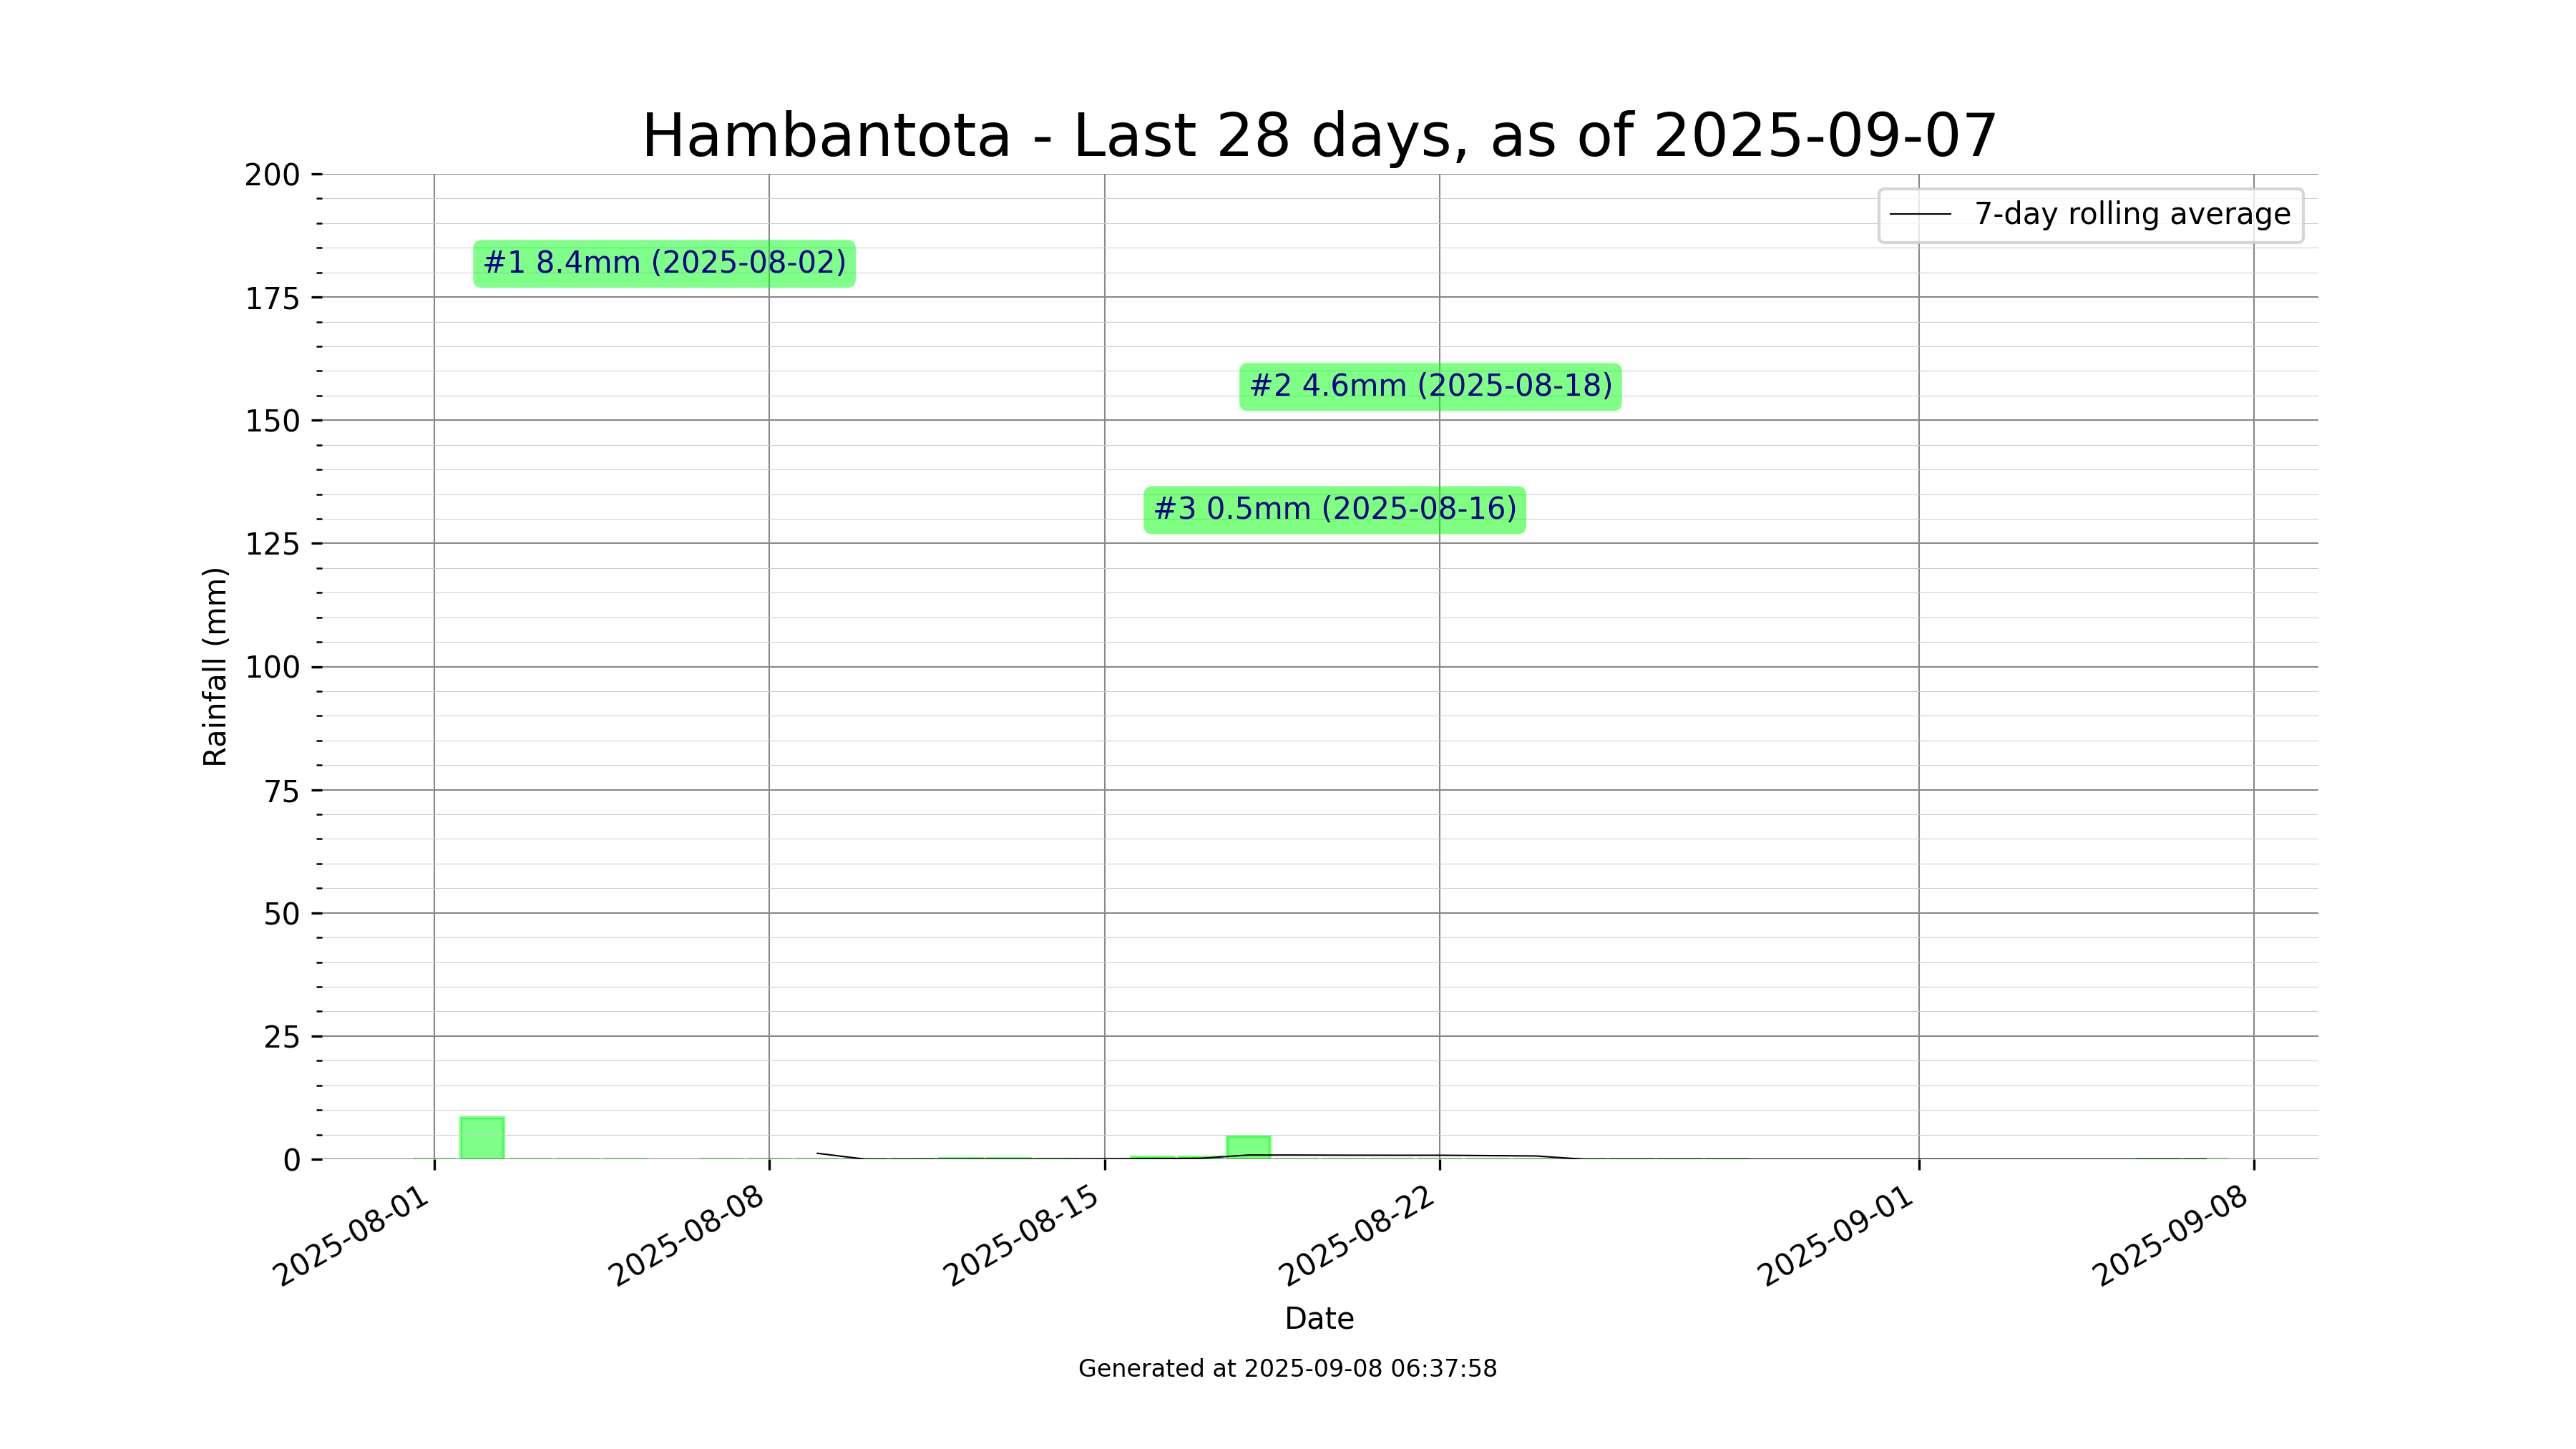 Hambantota - Last 28 days, as of 2025-09-07
200
175
150
125
100
75
50
25
0
Rainfall (mm)
7-day rolling average
#1 8.4mm (2025-08-02)
#2 4.6mm (2025-08-18)
#3 0.5mm (2025-08-16)
2025-08-01
2025-08-08
2025-08-15
2025-08-22
2025-09-01
2025-09-08
Date
Generated at 2025-09-08 06:37:58